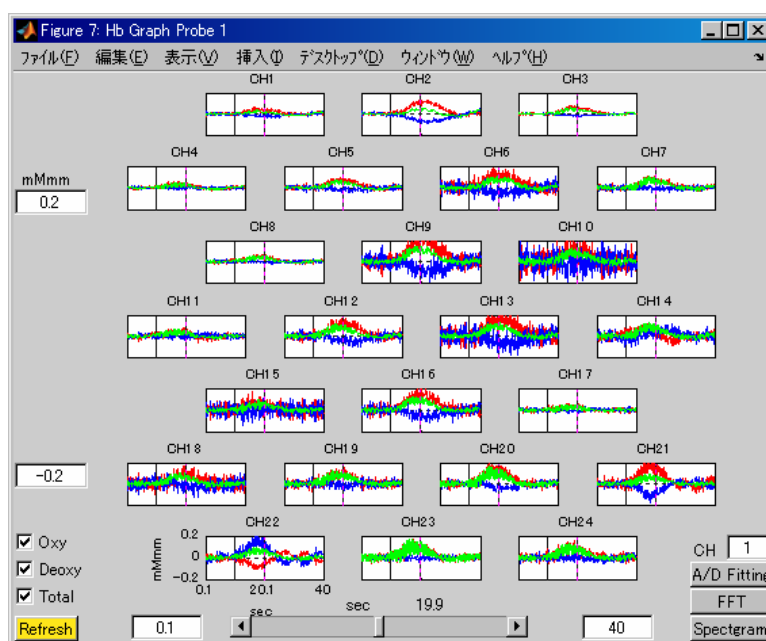 Figure 7: Hb Graph Probe 1
ファイル(F) 編集(E) 表示(V) 挿入(I) デスクトップ(D) ウィンドウ(W) ヘルプ(H)
CH1 CH2 CH3
CH4 CH5 CH6 CH7
mMmm
0.2
CH8 CH9 CH10
CH11 CH12 CH13 CH14
CH15 CH16 CH17
CH18 CH19 CH20 CH21
-0.2
CH22 CH23 CH24
mMmm
0.2
0
-0.2
0.1 20.1 40
sec
Oxy
Deoxy
Total
Refresh
0.1
sec 19.9
40
CH 1
A/D Fitting
FFT
Spectgram